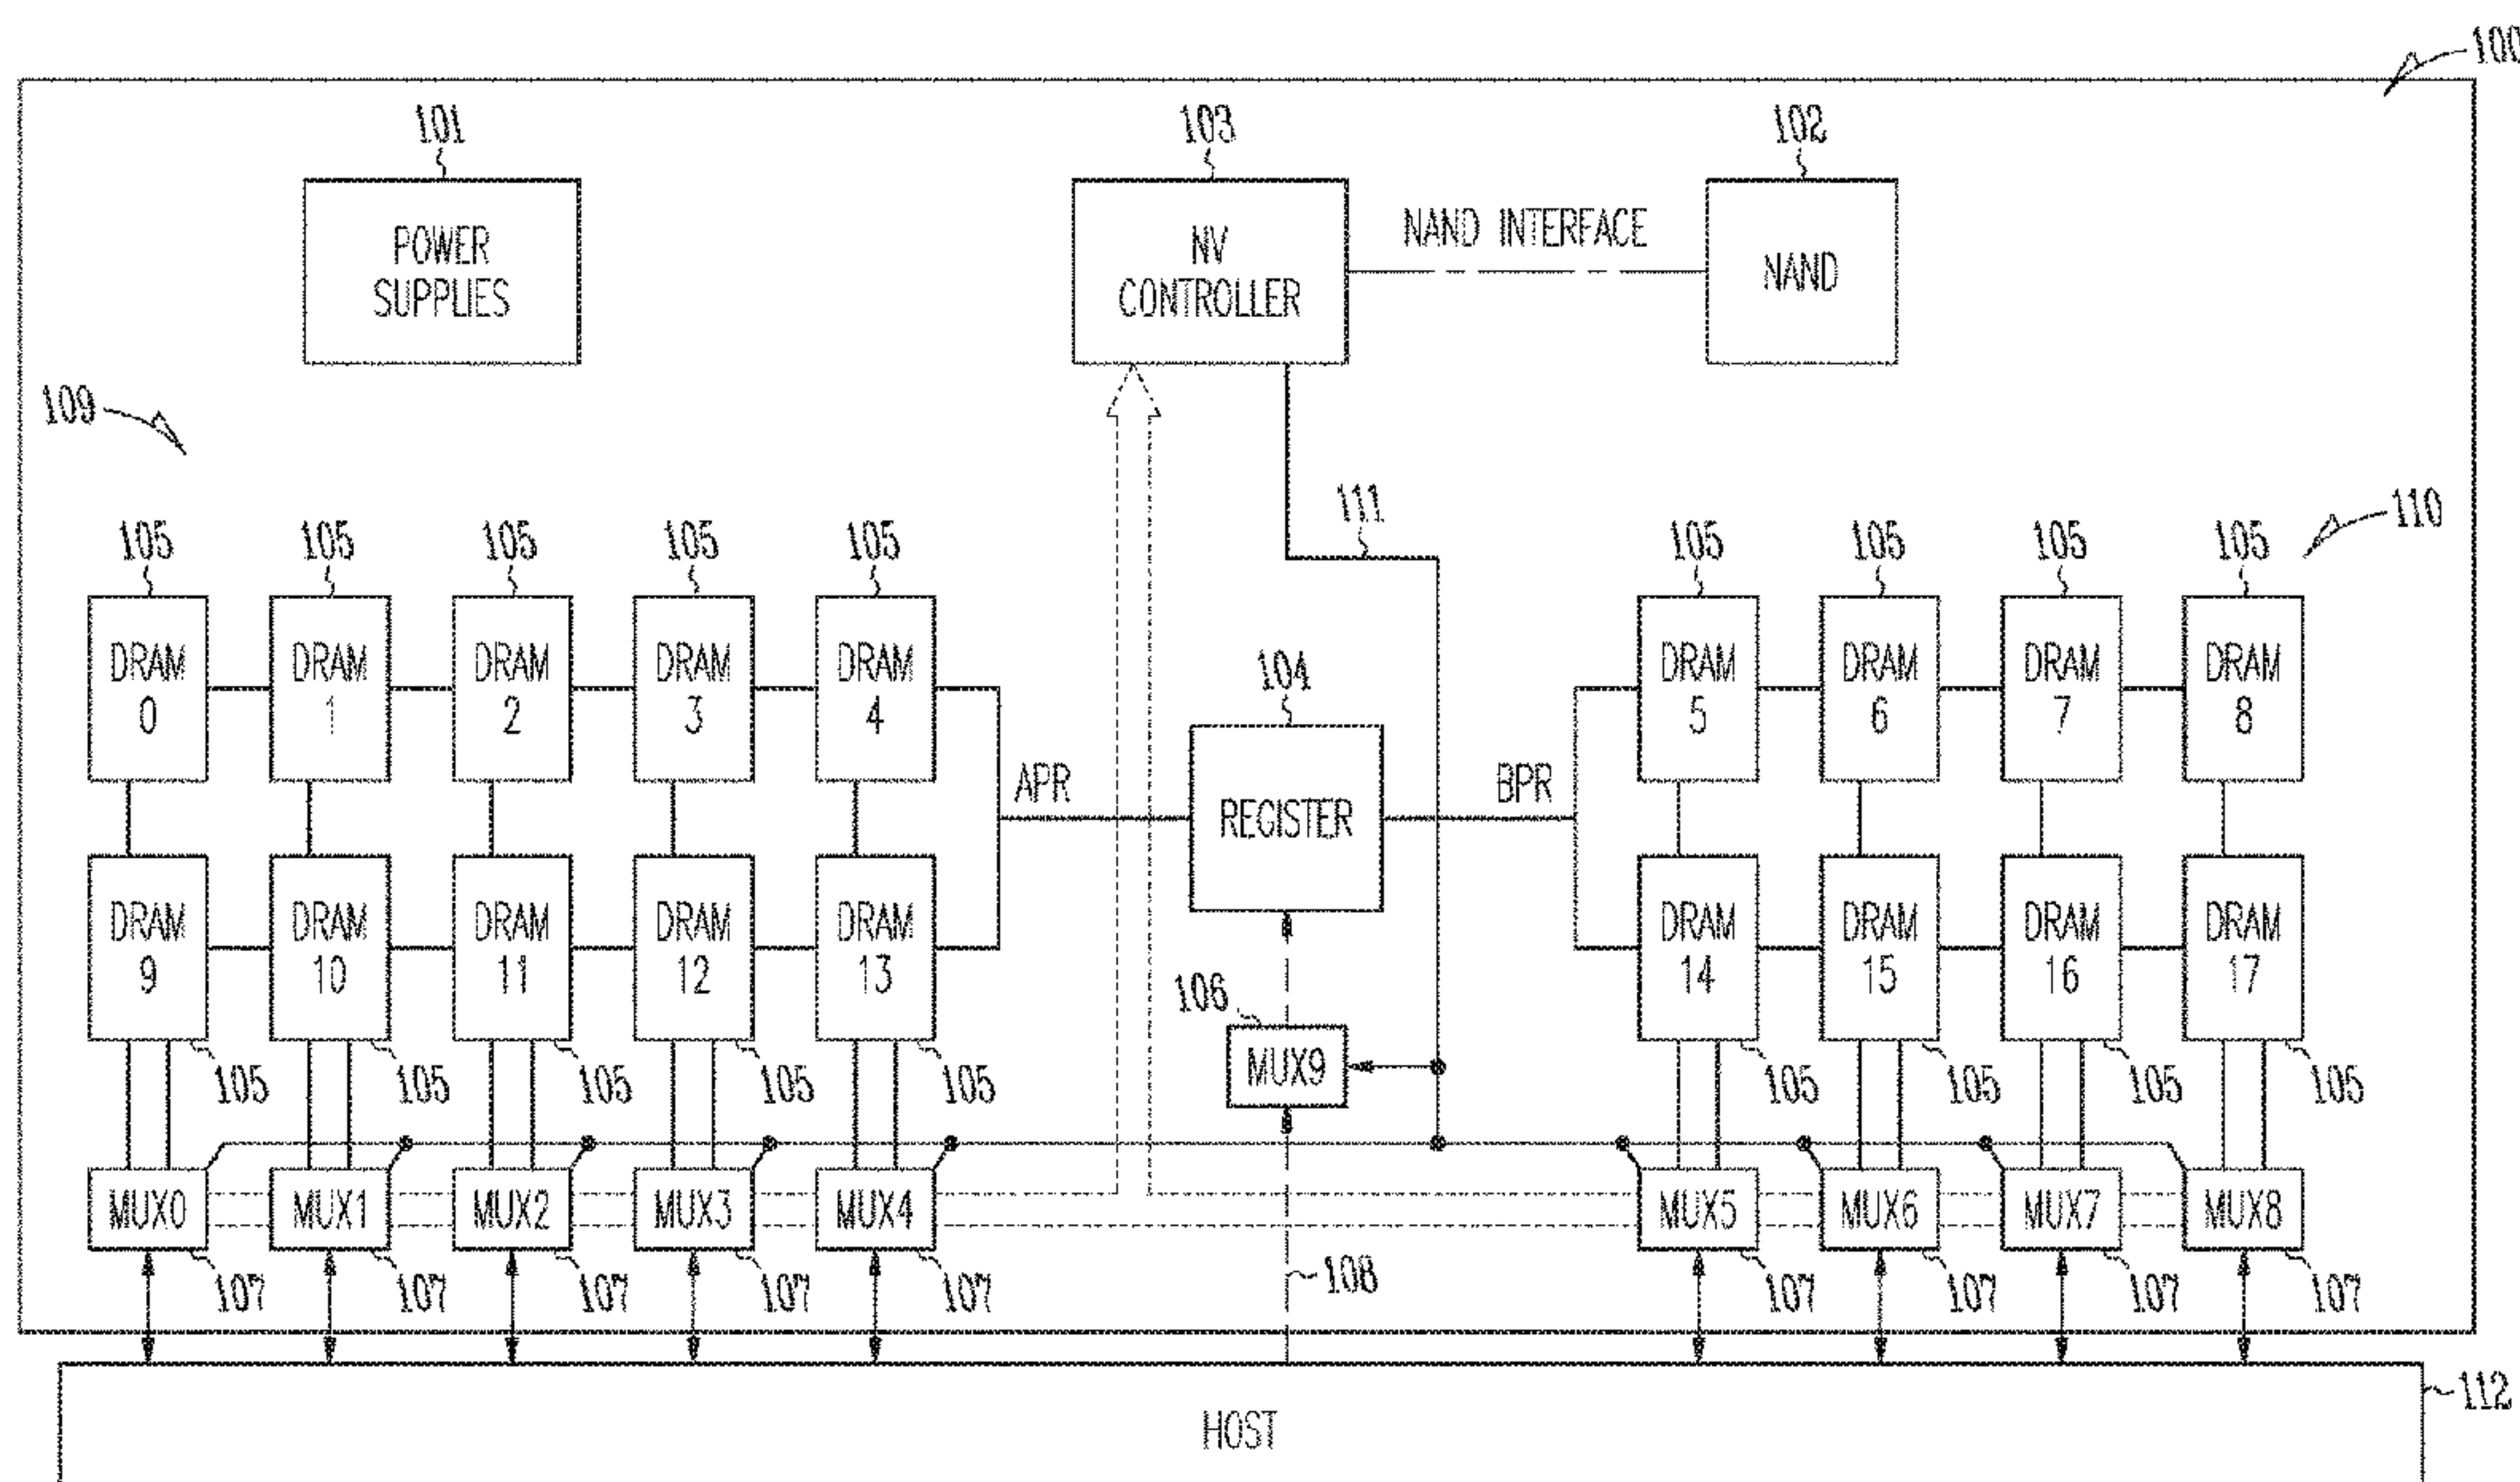 100
101
103
102
POWER
SUPPLIES
NV
CONTROLLER
NAND INTERFACE
NAND
109
111
110
105 105 105 105 105 105 105 105 105
DRAM 0
DRAM 1
DRAM 2
DRAM 3
DRAM 4
104
DRAM 5
DRAM 6
DRAM 7
DRAM 8
APR
REGISTER
BPR
DRAM 9
DRAM 10
DRAM 11
DRAM 12
DRAM 13
DRAM 14
DRAM 15
DRAM 16
DRAM 17
106
MUX9
105 105 105 105 105 105 105 105 105
MUX0 MUX1 MUX2 MUX3 MUX4 MUX5 MUX6 MUX7 MUX8
107 107 107 107 107 108 107 107 107 107
HOST
112